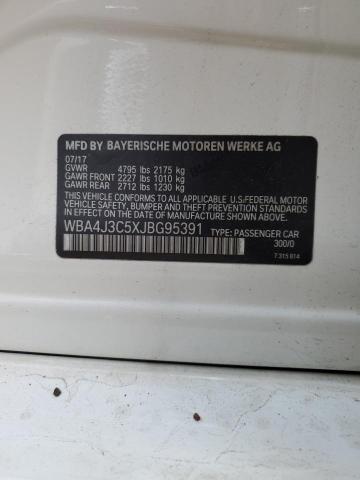 MFD BY BAYERISCHE MOTOREN WERKE AG
07/17
GVWR 4795 lbs 2175 kg
GAWR FRONT 2227 lbs 1010 kg
GAWR REAR 2712 lbs 1230 kg
THIS VEHICLE CONFORMS TO ALL APPLICABLE U.S.FEDERAL MOTOR
VEHICLE SAFETY, BUMPER AND THEFT PREVENTION STANDARDS
IN EFFECT ON THE DATE OF MANUFACTURE SHOWN ABOVE.
WBA4J3C5XJBG95391 TYPE: PASSENGER CAR
300/0
7 315 814